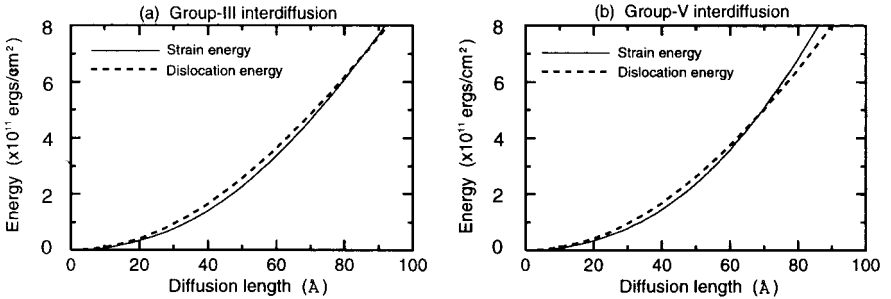 (a) Group-III interdiffusion
Energy (x10¹¹ ergs/cm²)
8
6
4
2
0
Strain energy
Dislocation energy
0 20 40 60 80 100
Diffusion length (Å)
(b) Group-V interdiffusion
Energy (x10¹¹ ergs/cm²)
8
6
4
2
0
Strain energy
Dislocation energy
0 20 40 60 80 100
Diffusion length (Å)